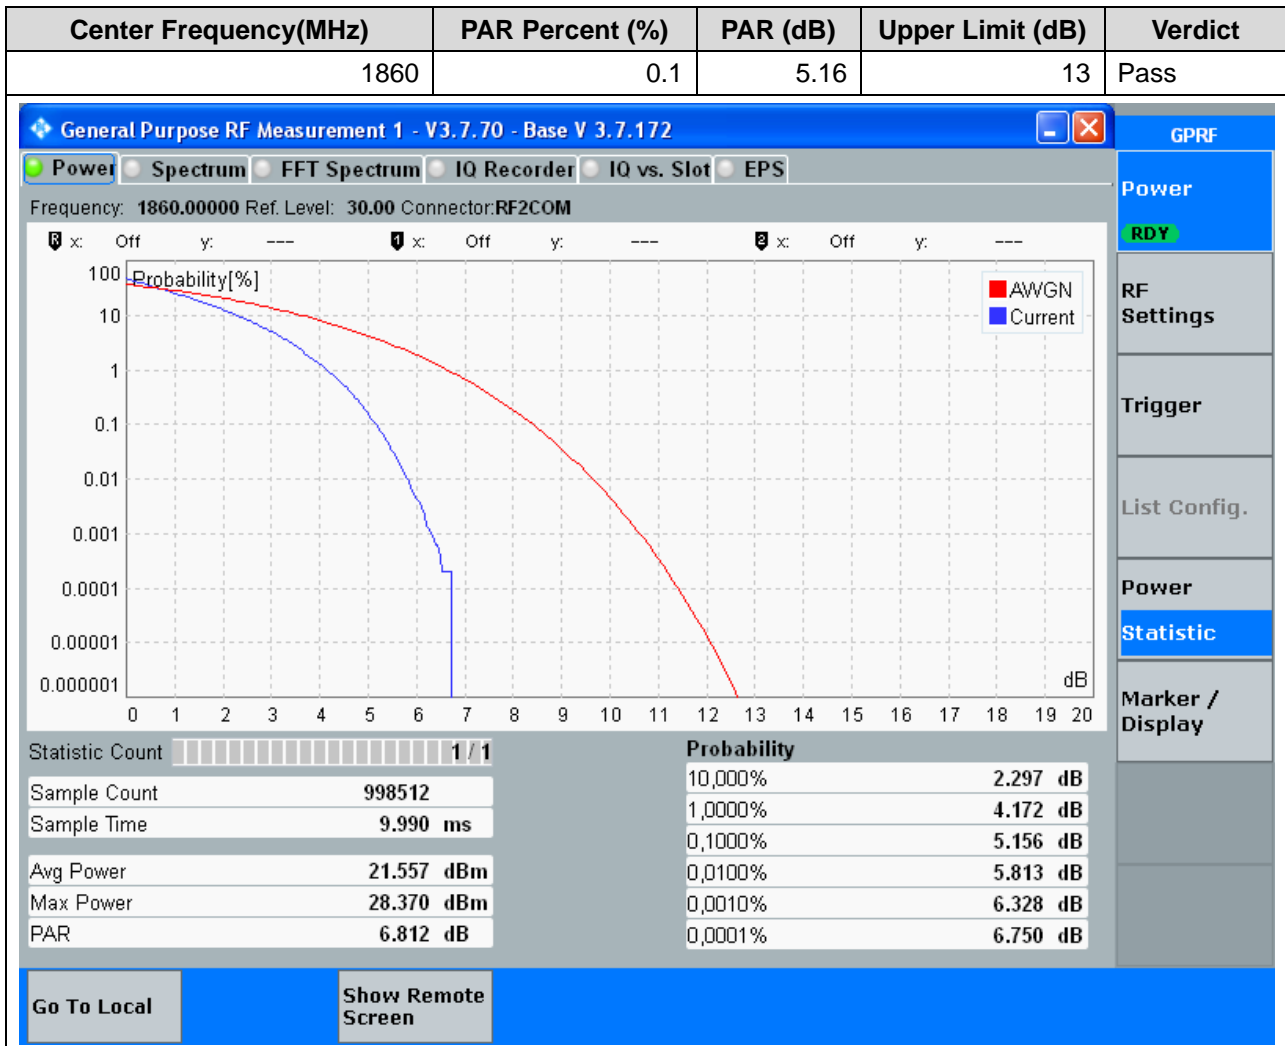 Center Frequency(MHz) PAR Percent (%) PAR (dB) Upper Limit (dB) Verdict
1860 0.1 5.16 13 Pass
General Purpose RF Measurement 1 - V3.7.70 - Base V 3.7.172
GPRF
Power Spectrum FFT Spectrum IQ Recorder IQ vs. Slot EPS
Frequency: 1860.00000 Ref. Level: 30.00 Connector:RF2COM
R x: Off y: --- 1 x: Off y: --- 2 x: Off y: ---
Probability[%]
AWGN
Current
100
10
1
0.1
0.01
0.001
0.0001
0.00001
0.000001
dB
0 1 2 3 4 5 6 7 8 9 10 11 12 13 14 15 16 17 18 19 20
Statistic Count 1 / 1
Sample Count 998512
Sample Time 9.990 ms
Avg Power 21.557 dBm
Max Power 28.370 dBm
PAR 6.812 dB
Probability
10,000% 2.297 dB
1,0000% 4.172 dB
0,1000% 5.156 dB
0,0100% 5.813 dB
0,0010% 6.328 dB
0,0001% 6.750 dB
Power
RDY
RF
Settings
Trigger
List Config.
Power
Statistic
Marker /
Display
Go To Local
Show Remote
Screen